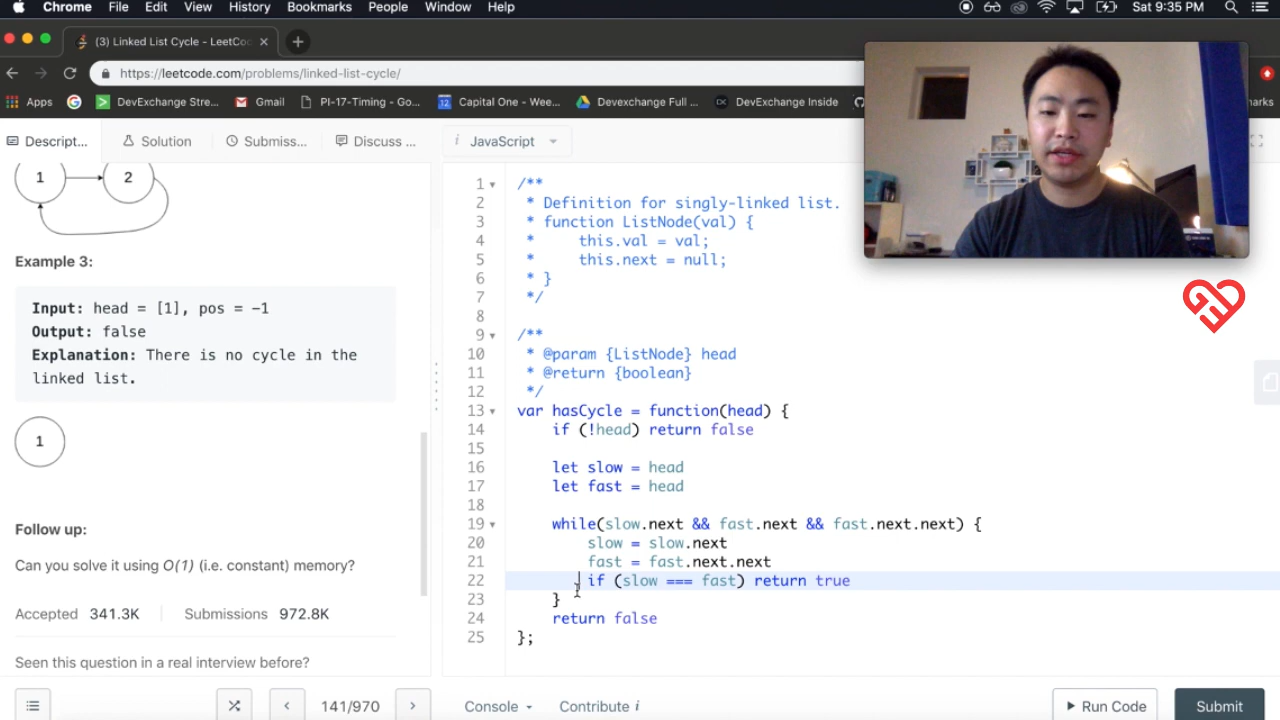 Chrome File Edit View History Bookmarks People Window Help Sat 9:35 PM
(3) Linked List Cycle - LeetCo
https://leetcode.com/problems/linked-list-cycle/
Apps DevExchange Stre... Gmail PI-17-Timing - Go... 12 Capital One - Wee... Devexchange Full ... DX DevExchange Inside marks
Descript... Solution Submiss... Discuss ...
i JavaScript
1 2
Example 3:
Input: head = [1], pos = -1
Output: false
Explanation: There is no cycle in the
linked list.
1
Follow up:
Can you solve it using O(1) (i.e. constant) memory?
Accepted 341.3K Submissions 972.8K
Seen this question in a real interview before?
141/970
1 /**
2 * Definition for singly-linked list.
3 * function ListNode(val) {
4 * this.val = val;
5 * this.next = null;
6 * }
7 */
8
9 /**
10 * @param {ListNode} head
11 * @return {boolean}
12 */
13 var hasCycle = function(head) {
14 if (!head) return false
15
16 let slow = head
17 let fast = head
18
19 while(slow.next && fast.next && fast.next.next) {
20 slow = slow.next
21 fast = fast.next.next
22 if (slow === fast) return true
23 }
24 return false
25 };
Console Contribute i Run Code Submit